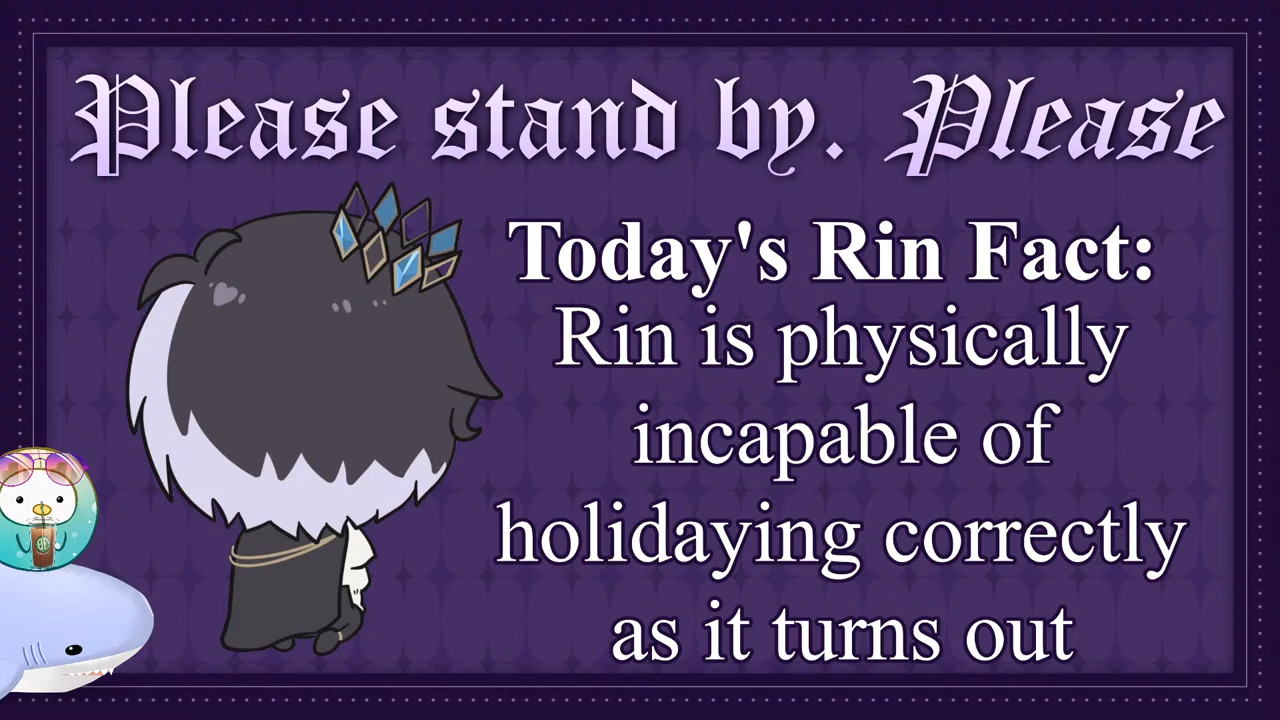 Please stand by. Please
Today's Rin Fact:
Rin is physically
incapable of
holidaying correctly
as it turns out